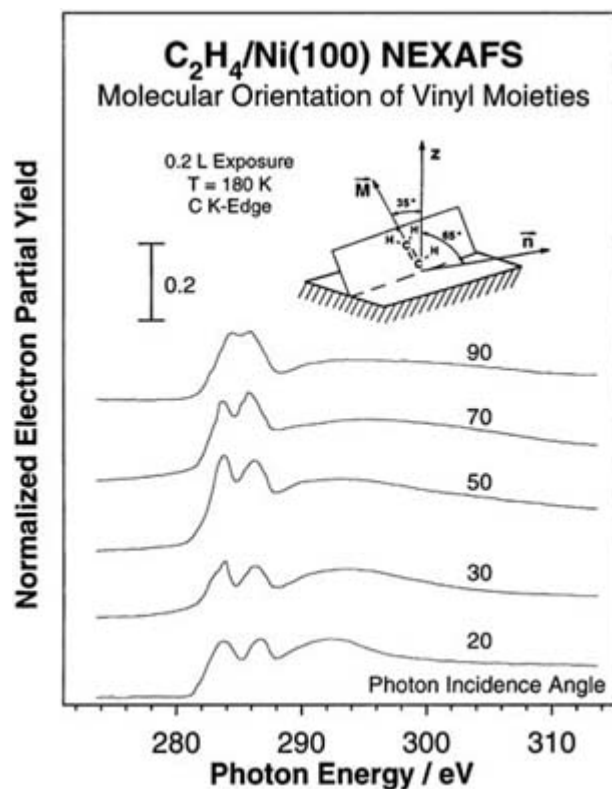 C₂H₄/Ni(100) NEXAFS
Molecular Orientation of Vinyl Moieties
0.2 L Exposure
T = 180 K
C K-Edge
z
M
35°
H
H
C
65°
n
H
C
0.2
90
70
50
30
20
Photon Incidence Angle
Normalized Electron Partial Yield
280 290 300 310
Photon Energy / eV